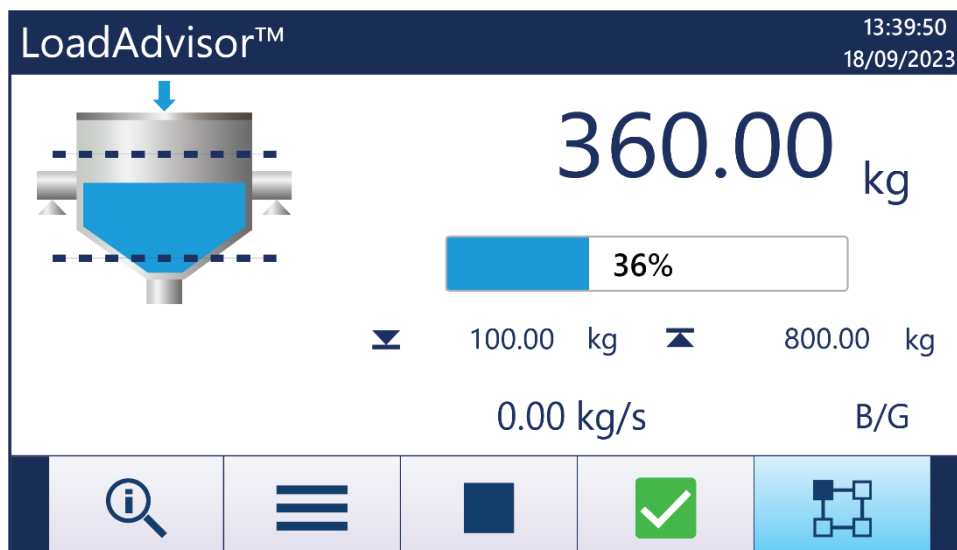 LoadAdvisor™
13:39:50
18/09/2023
360.00 kg
36%
100.00 kg 800.00 kg
0.00 kg/s B/G